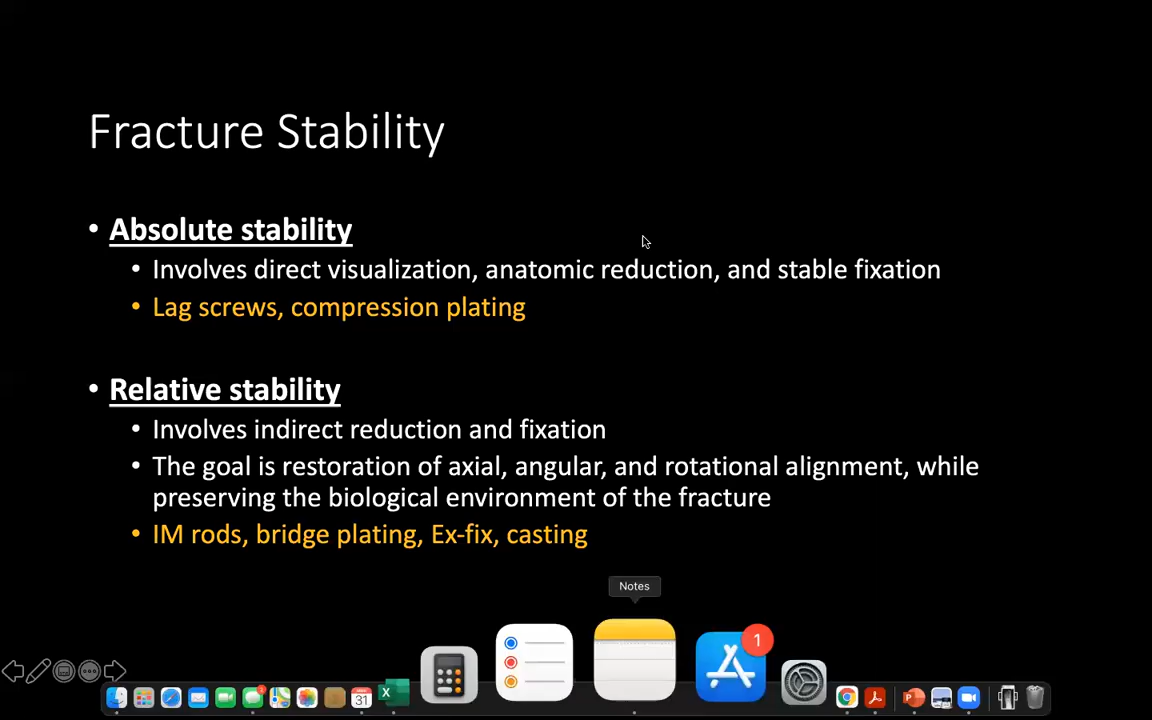 Fracture Stability
• Absolute stability
• Involves direct visualization, anatomic reduction, and stable fixation
• Lag screws, compression plating
• Relative stability
• Involves indirect reduction and fixation
• The goal is restoration of axial, angular, and rotational alignment, while
preserving the biological environment of the fracture
• IM rods, bridge plating, Ex-fix, casting
Notes
1
31
X